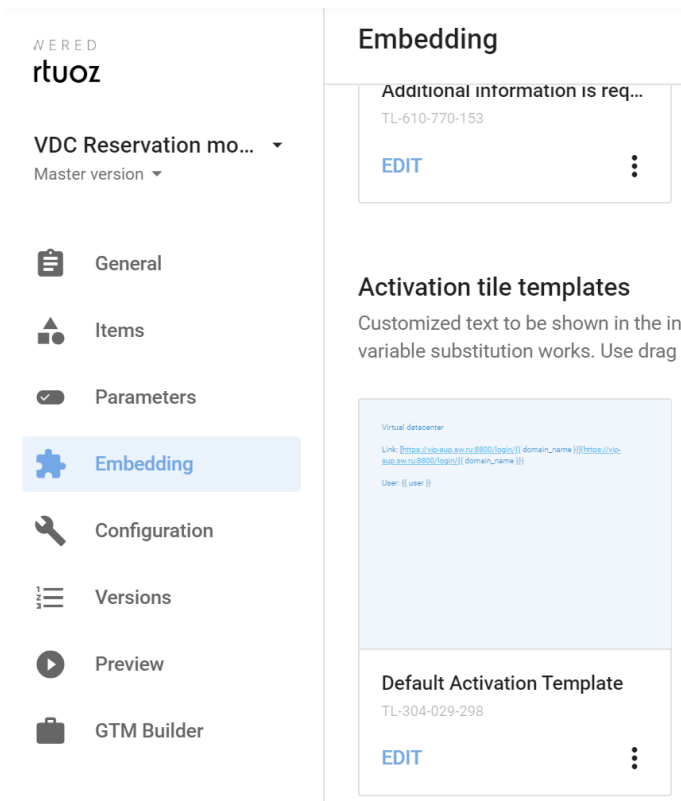 WERED
rtuoz
VDC Reservation mo...
Master version
General
Items
Parameters
Embedding
Configuration
Versions
Preview
GTM Builder
Embedding
Additional information is req...
TL-610-770-153
EDIT
Activation tile templates
Customized text to be shown in the in
variable substitution works. Use drag
Virtual datacenter
Link: [https://vip-sup.sw.ru:8800/login/{{ domain_name }}](https://vip-
sup.sw.ru:8800/login/{{ domain_name }})
User: {{ user }}
Default Activation Template
TL-304-029-298
EDIT